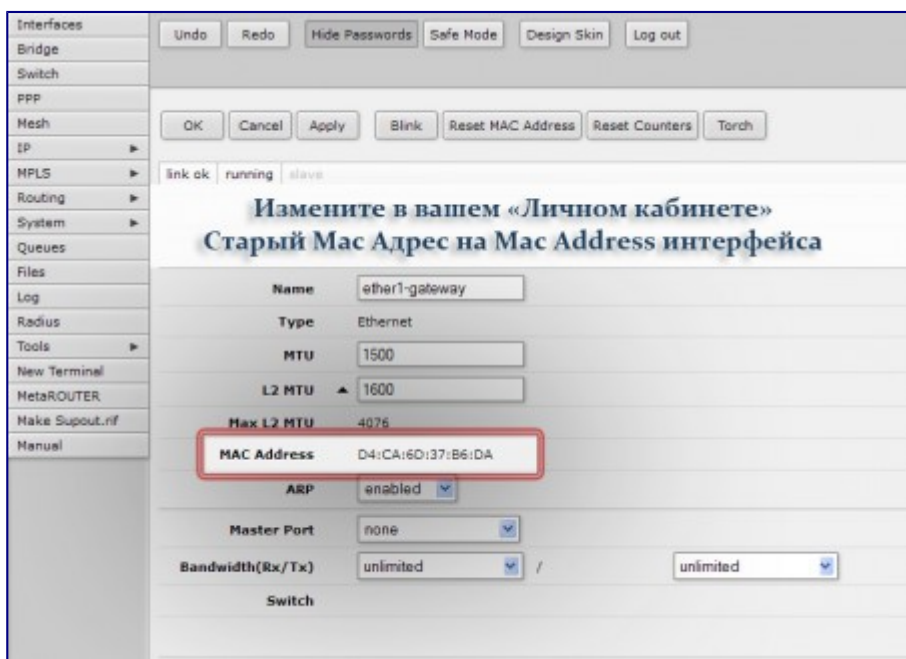 Interfaces
Bridge
Switch
PPP
Mesh
IP
MPLS
Routing
System
Queues
Files
Log
Radius
Tools
New Terminal
MetaROUTER
Make Supout.rif
Manual
Undo Redo Hide Passwords Safe Mode Design Skin Log out
OK Cancel Apply Blink Reset MAC Address Reset Counters Torch
link ok running slave
Измените в вашем «Личном кабинете»
Старый Mac Адрес на Mac Address интерфейса
Name ether1-gateway
Type Ethernet
MTU 1500
L2 MTU 1600
Max L2 MTU 4076
MAC Address D4:CA:6D:37:B6:DA
ARP enabled
Master Port none
Bandwidth(Rx/Tx) unlimited / unlimited
Switch